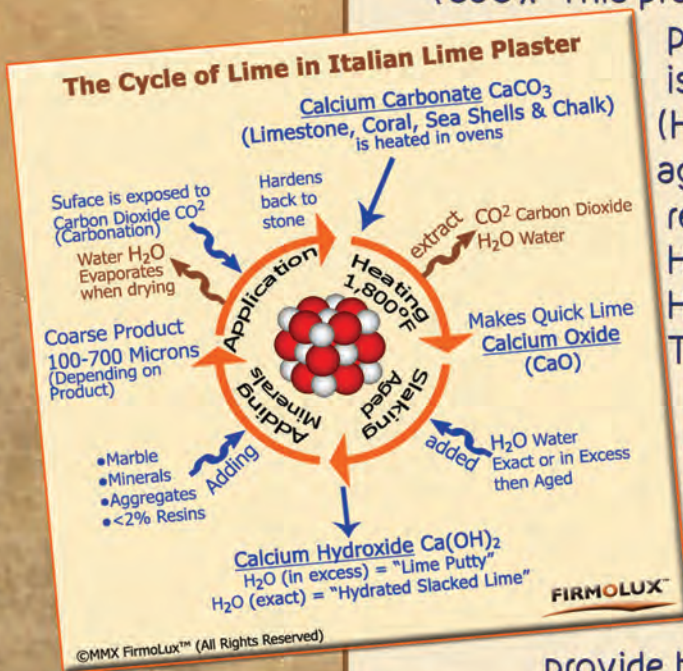 The Cycle of Lime in Italian Lime Plaster
Calcium Carbonate CaCO₃
(Limestone, Coral, Sea Shells & Chalk)
is heated in ovens
Hardens
back to
stone
Suface is exposed to
Carbon Dioxide CO²
(Carbonation)
Water H₂O
Evaporates
when drying
extract
CO² Carbon Dioxide
H₂O Water
Application
Heating
1,800°F
Coarse Product
100-700 Microns
(Depending on
Product)
Makes Quick Lime
Calcium Oxide
(CaO)
Slaking
Aged
Adding
Minerals
added
H₂O Water
Exact or in Excess
then Aged
•Marble
•Minerals
•Aggregates
•<2% Resins
Adding
Calcium Hydroxide Ca(OH)₂
H₂O (in excess) = “Lime Putty”
H₂O (exact) = “Hydrated Slacked Lime”
FIRMOLUX™
©MMX FirmoLux™ (All Rights Reserved)
is
(H
H
H
T
provide